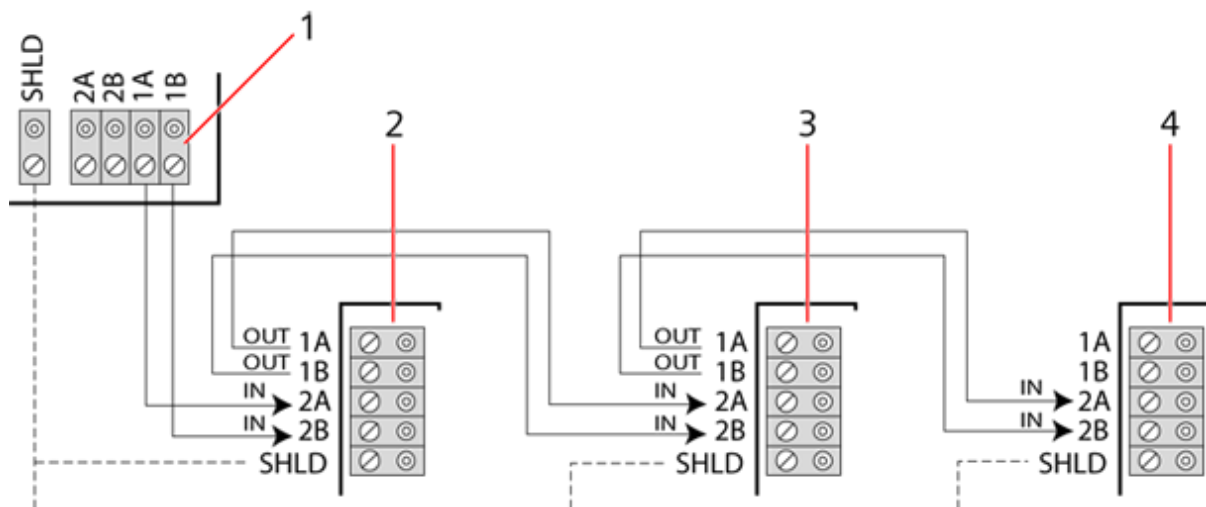 1
SHLD
2A
2B
1A
1B
2
3
4
OUT 1A
OUT 1B
IN 2A
IN 2B
SHLD
OUT 1A
OUT 1B
IN 2A
IN 2B
SHLD
1A
1B
IN 2A
IN 2B
SHLD